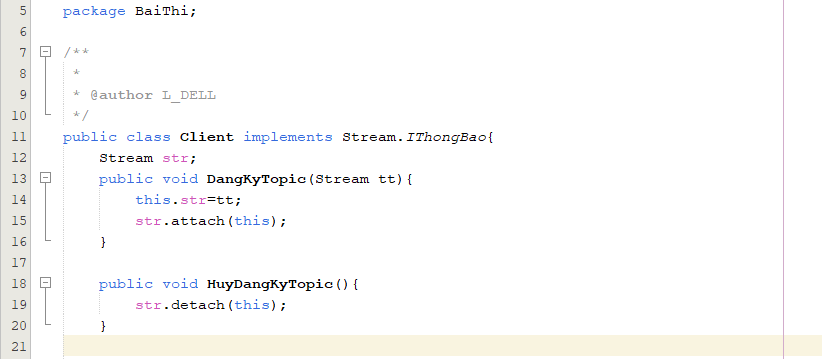 5 package BaiThi;
6
7 /**
8  *
9  * @author L_DELL
10  */
11 public class Client implements Stream.IThongBao{
12     Stream str;
13     public void DangKyTopic(Stream tt){
14         this.str=tt;
15         str.attach(this);
16     }
17
18     public void HuyDangKyTopic(){
19         str.detach(this);
20     }
21